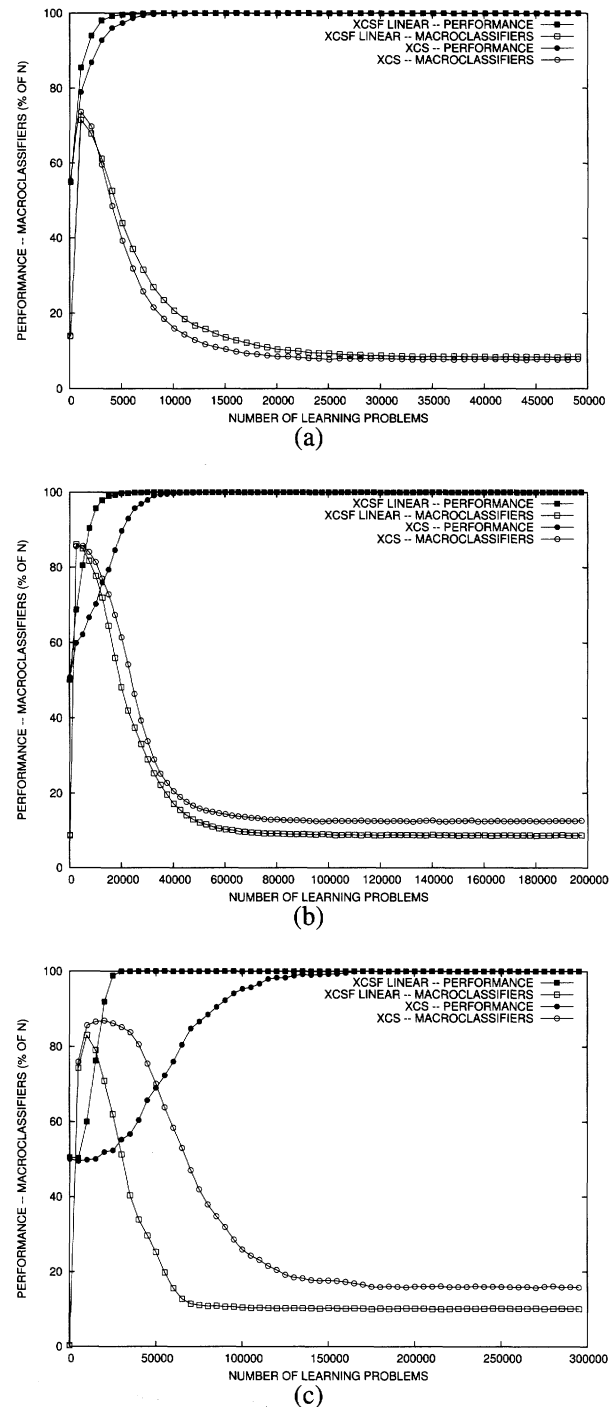 XCSF LINEAR -- PERFORMANCE
XCSF LINEAR -- MACROCLASSIFIERS
XCS -- PERFORMANCE
XCS -- MACROCLASSIFIERS
PERFORMANCE -- MACROCLASSIFIERS (% OF N)
100
80
60
40
20
0
0 5000 10000 15000 20000 25000 30000 35000 40000 45000 50000
NUMBER OF LEARNING PROBLEMS
(a)
XCSF LINEAR -- PERFORMANCE
XCSF LINEAR -- MACROCLASSIFIERS
XCS -- PERFORMANCE
XCS -- MACROCLASSIFIERS
PERFORMANCE -- MACROCLASSIFIERS (% OF N)
100
80
60
40
20
0
0 20000 40000 60000 80000 100000 120000 140000 160000 180000 200000
NUMBER OF LEARNING PROBLEMS
(b)
XCSF LINEAR -- PERFORMANCE
XCSF LINEAR -- MACROCLASSIFIERS
XCS -- PERFORMANCE
XCS -- MACROCLASSIFIERS
PERFORMANCE -- MACROCLASSIFIERS (% OF N)
100
80
60
40
20
0
0 50000 100000 150000 200000 250000 300000
NUMBER OF LEARNING PROBLEMS
(c)